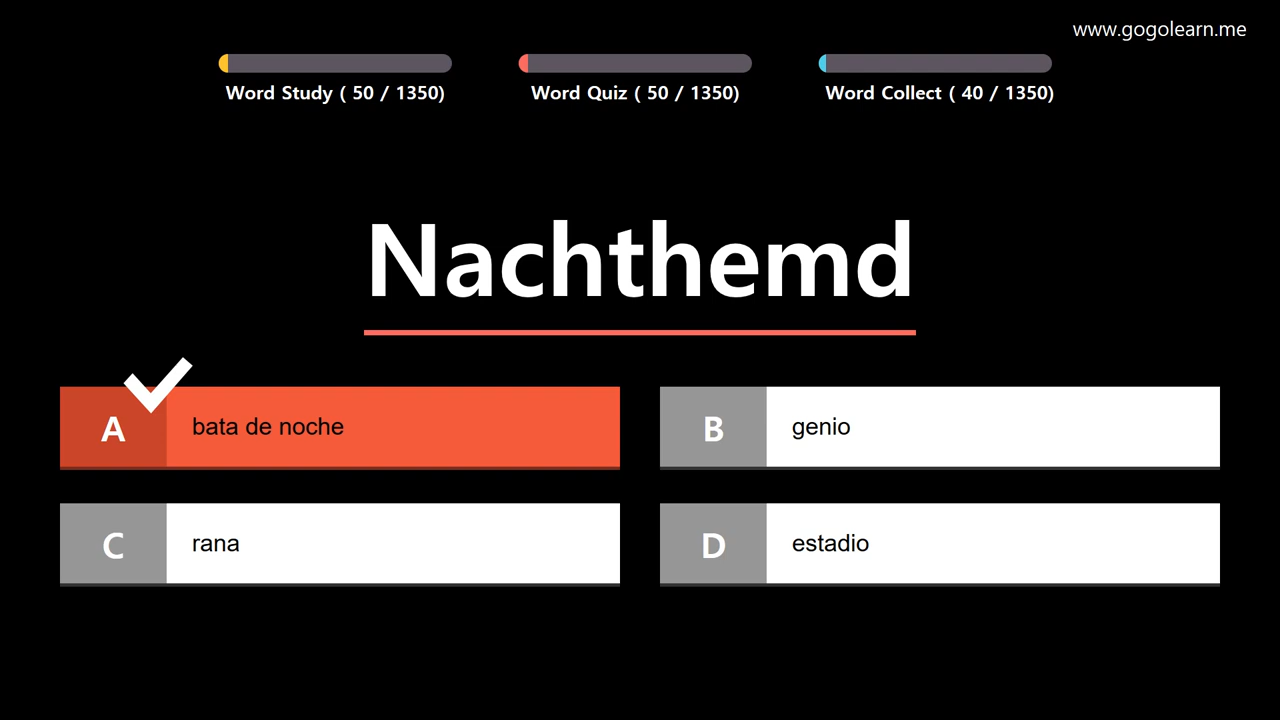 www.gogolearn.me
Word Study ( 50 / 1350)
Word Quiz ( 50 / 1350)
Word Collect ( 40 / 1350)
Nachthemd
A bata de noche
B genio
C rana
D estadio